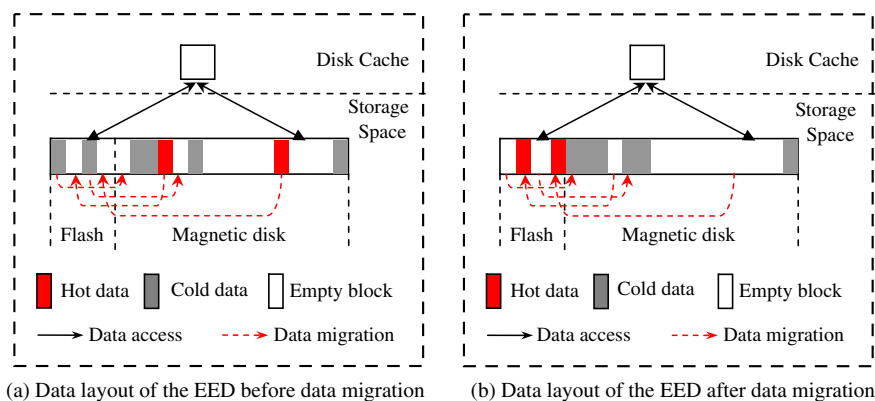 Disk Cache
Storage
Space
Flash
Magnetic disk
Hot data
Cold data
Empty block
Data access
Data migration
(a) Data layout of the EED before data migration
Disk Cache
Storage
Space
Flash
Magnetic disk
Hot data
Cold data
Empty block
Data access
Data migration
(b) Data layout of the EED after data migration